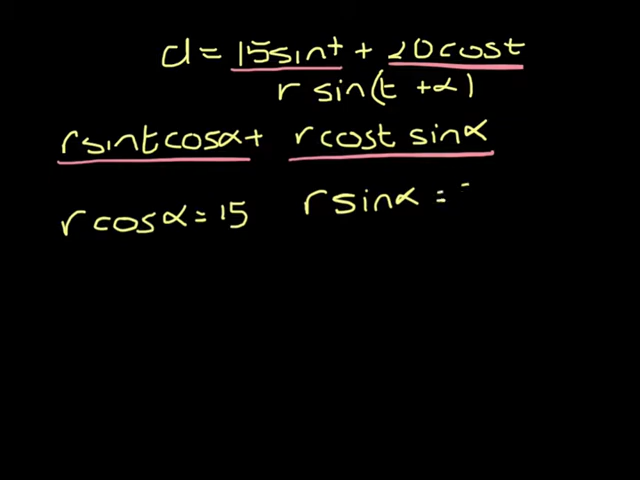 d = 15sint + 20cost
r sin(t + α)
rsintcosα + rcost sinα
rcosα = 15 rsinα =